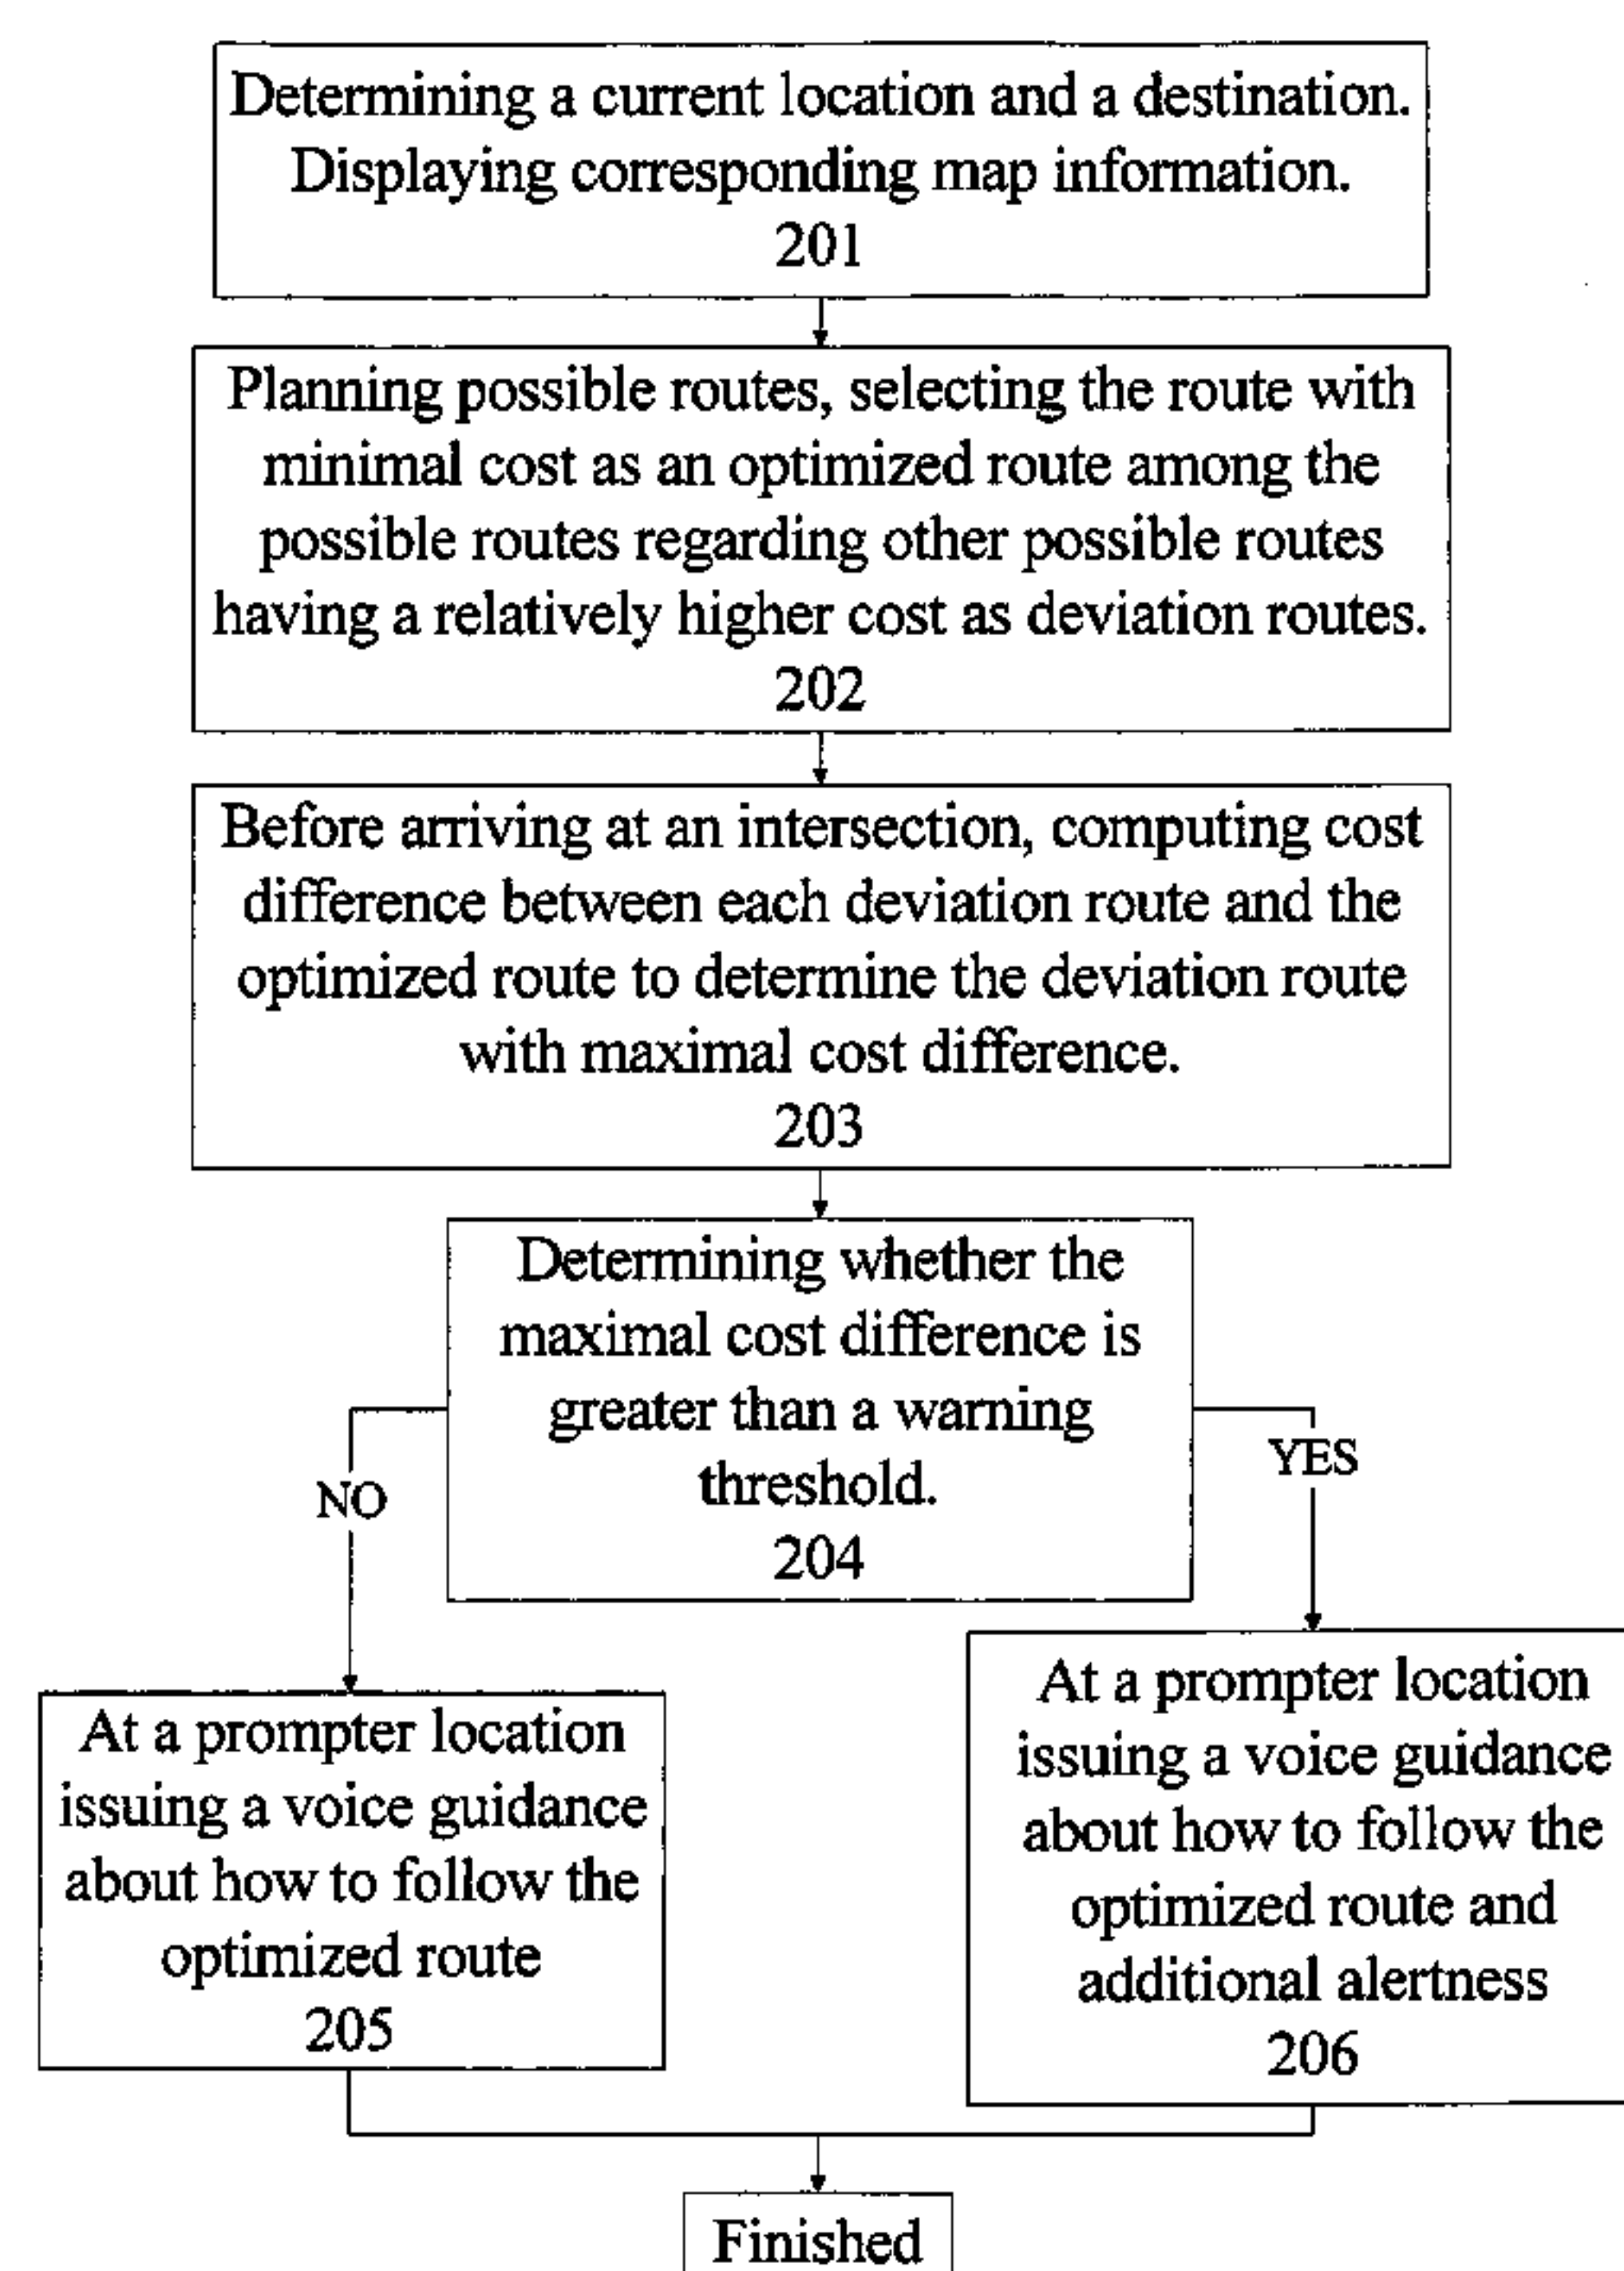 Determining a current location and a destination.
Displaying corresponding map information.
201
Planning possible routes, selecting the route with
minimal cost as an optimized route among the
possible routes regarding other possible routes
having a relatively higher cost as deviation routes.
202
Before arriving at an intersection, computing cost
difference between each deviation route and the
optimized route to determine the deviation route
with maximal cost difference.
203
Determining whether the
maximal cost difference is
greater than a warning
threshold.
204
NO
YES
At a prompter location
issuing a voice guidance
about how to follow the
optimized route
205
At a prompter location
issuing a voice guidance
about how to follow the
optimized route and
additional alertness
206
Finished